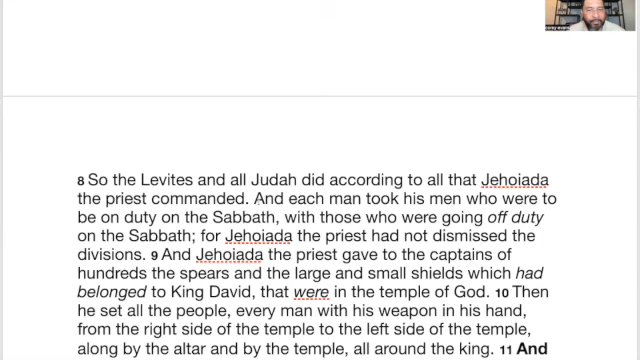 8 So the Levites and all Judah did according to all that Jehoiada
the priest commanded. And each man took his men who were to
be on duty on the Sabbath, with those who were going off duty
on the Sabbath; for Jehoiada the priest had not dismissed the
divisions. 9 And Jehoiada the priest gave to the captains of
hundreds the spears and the large and small shields which had
belonged to King David, that were in the temple of God. 10 Then
he set all the people, every man with his weapon in his hand,
from the right side of the temple to the left side of the temple,
along by the altar and by the temple, all around the king. 11 And